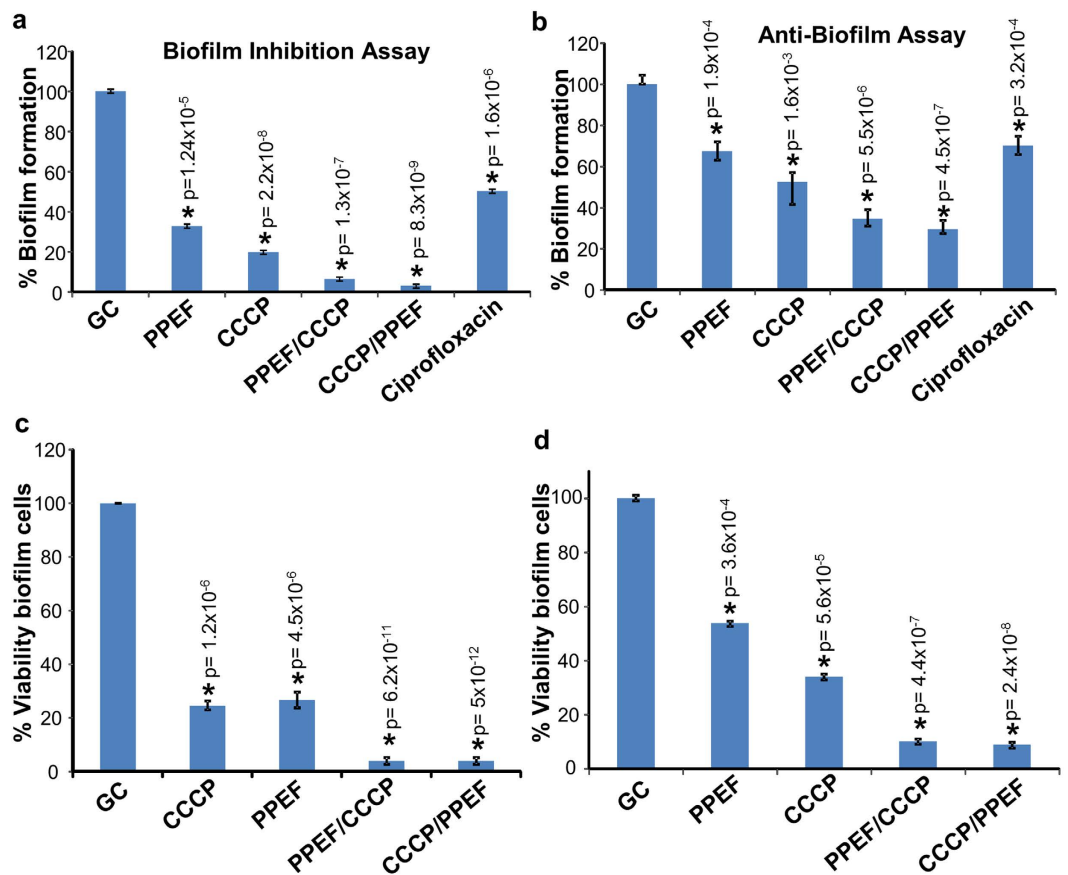 a
Biofilm Inhibition Assay
% Biofilm formation
120
100
80
60
40
20
0
* p=1.24x10-5
* p= 2.2x10-8
* p= 1.3x10-7
* p= 8.3x10-9
* p= 1.6x10-6
GC
PPEF
CCCP
PPEF/CCCP
CCCP/PPEF
Ciprofloxacin
b
Anti-Biofilm Assay
% Biofilm formation
120
100
80
60
40
20
0
* p= 1.9x10-4
* p= 1.6x10-3
* p= 5.5x10-6
* p= 4.5x10-7
* p= 3.2x10-4
GC
PPEF
CCCP
PPEF/CCCP
CCCP/PPEF
Ciprofloxacin
c
% Viability biofilm cells
120
100
80
60
40
20
0
* p= 1.2x10-6
* p= 4.5x10-6
* p= 6.2x10-11
* p= 5x10-12
GC
CCCP
PPEF
PPEF/CCCP
CCCP/PPEF
d
% Viability biofilm cells
100
80
60
40
20
0
* p= 3.6x10-4
* p= 5.6x10-5
* p= 4.4x10-7
* p= 2.4x10-8
GC
PPEF
CCCP
PPEF/CCCP
CCCP/PPEF